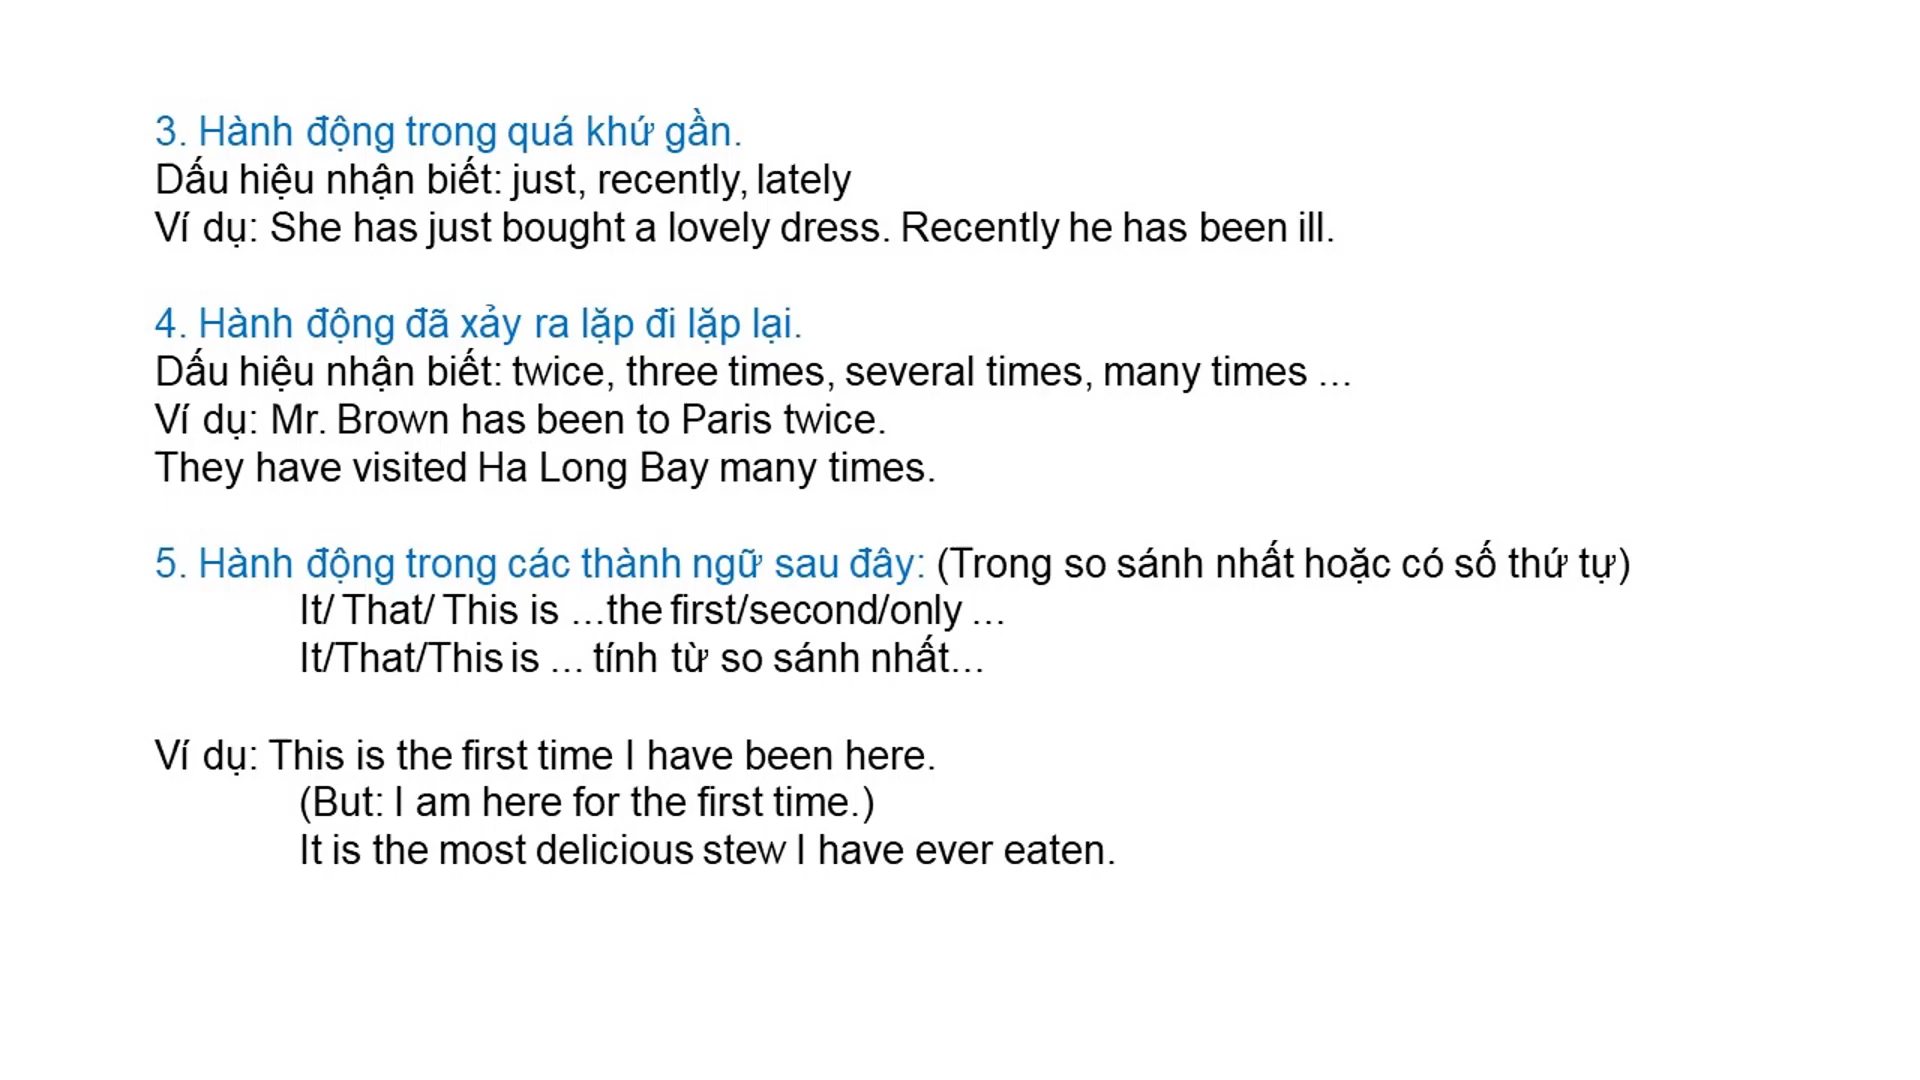 3. Hành động trong quá khứ gần.
Dấu hiệu nhận biết: just, recently, lately
Ví dụ: She has just bought a lovely dress. Recently he has been ill.
4. Hành động đã xảy ra lặp đi lặp lại.
Dấu hiệu nhận biết: twice, three times, several times, many times ...
Ví dụ: Mr. Brown has been to Paris twice.
They have visited Ha Long Bay many times.
5. Hành động trong các thành ngữ sau đây: (Trong so sánh nhất hoặc có số thứ tự)
It/ That/ This is ...the first/second/only ...
It/That/This is ... tính từ so sánh nhất...
Ví dụ: This is the first time I have been here.
(But: I am here for the first time.)
It is the most delicious stew I have ever eaten.